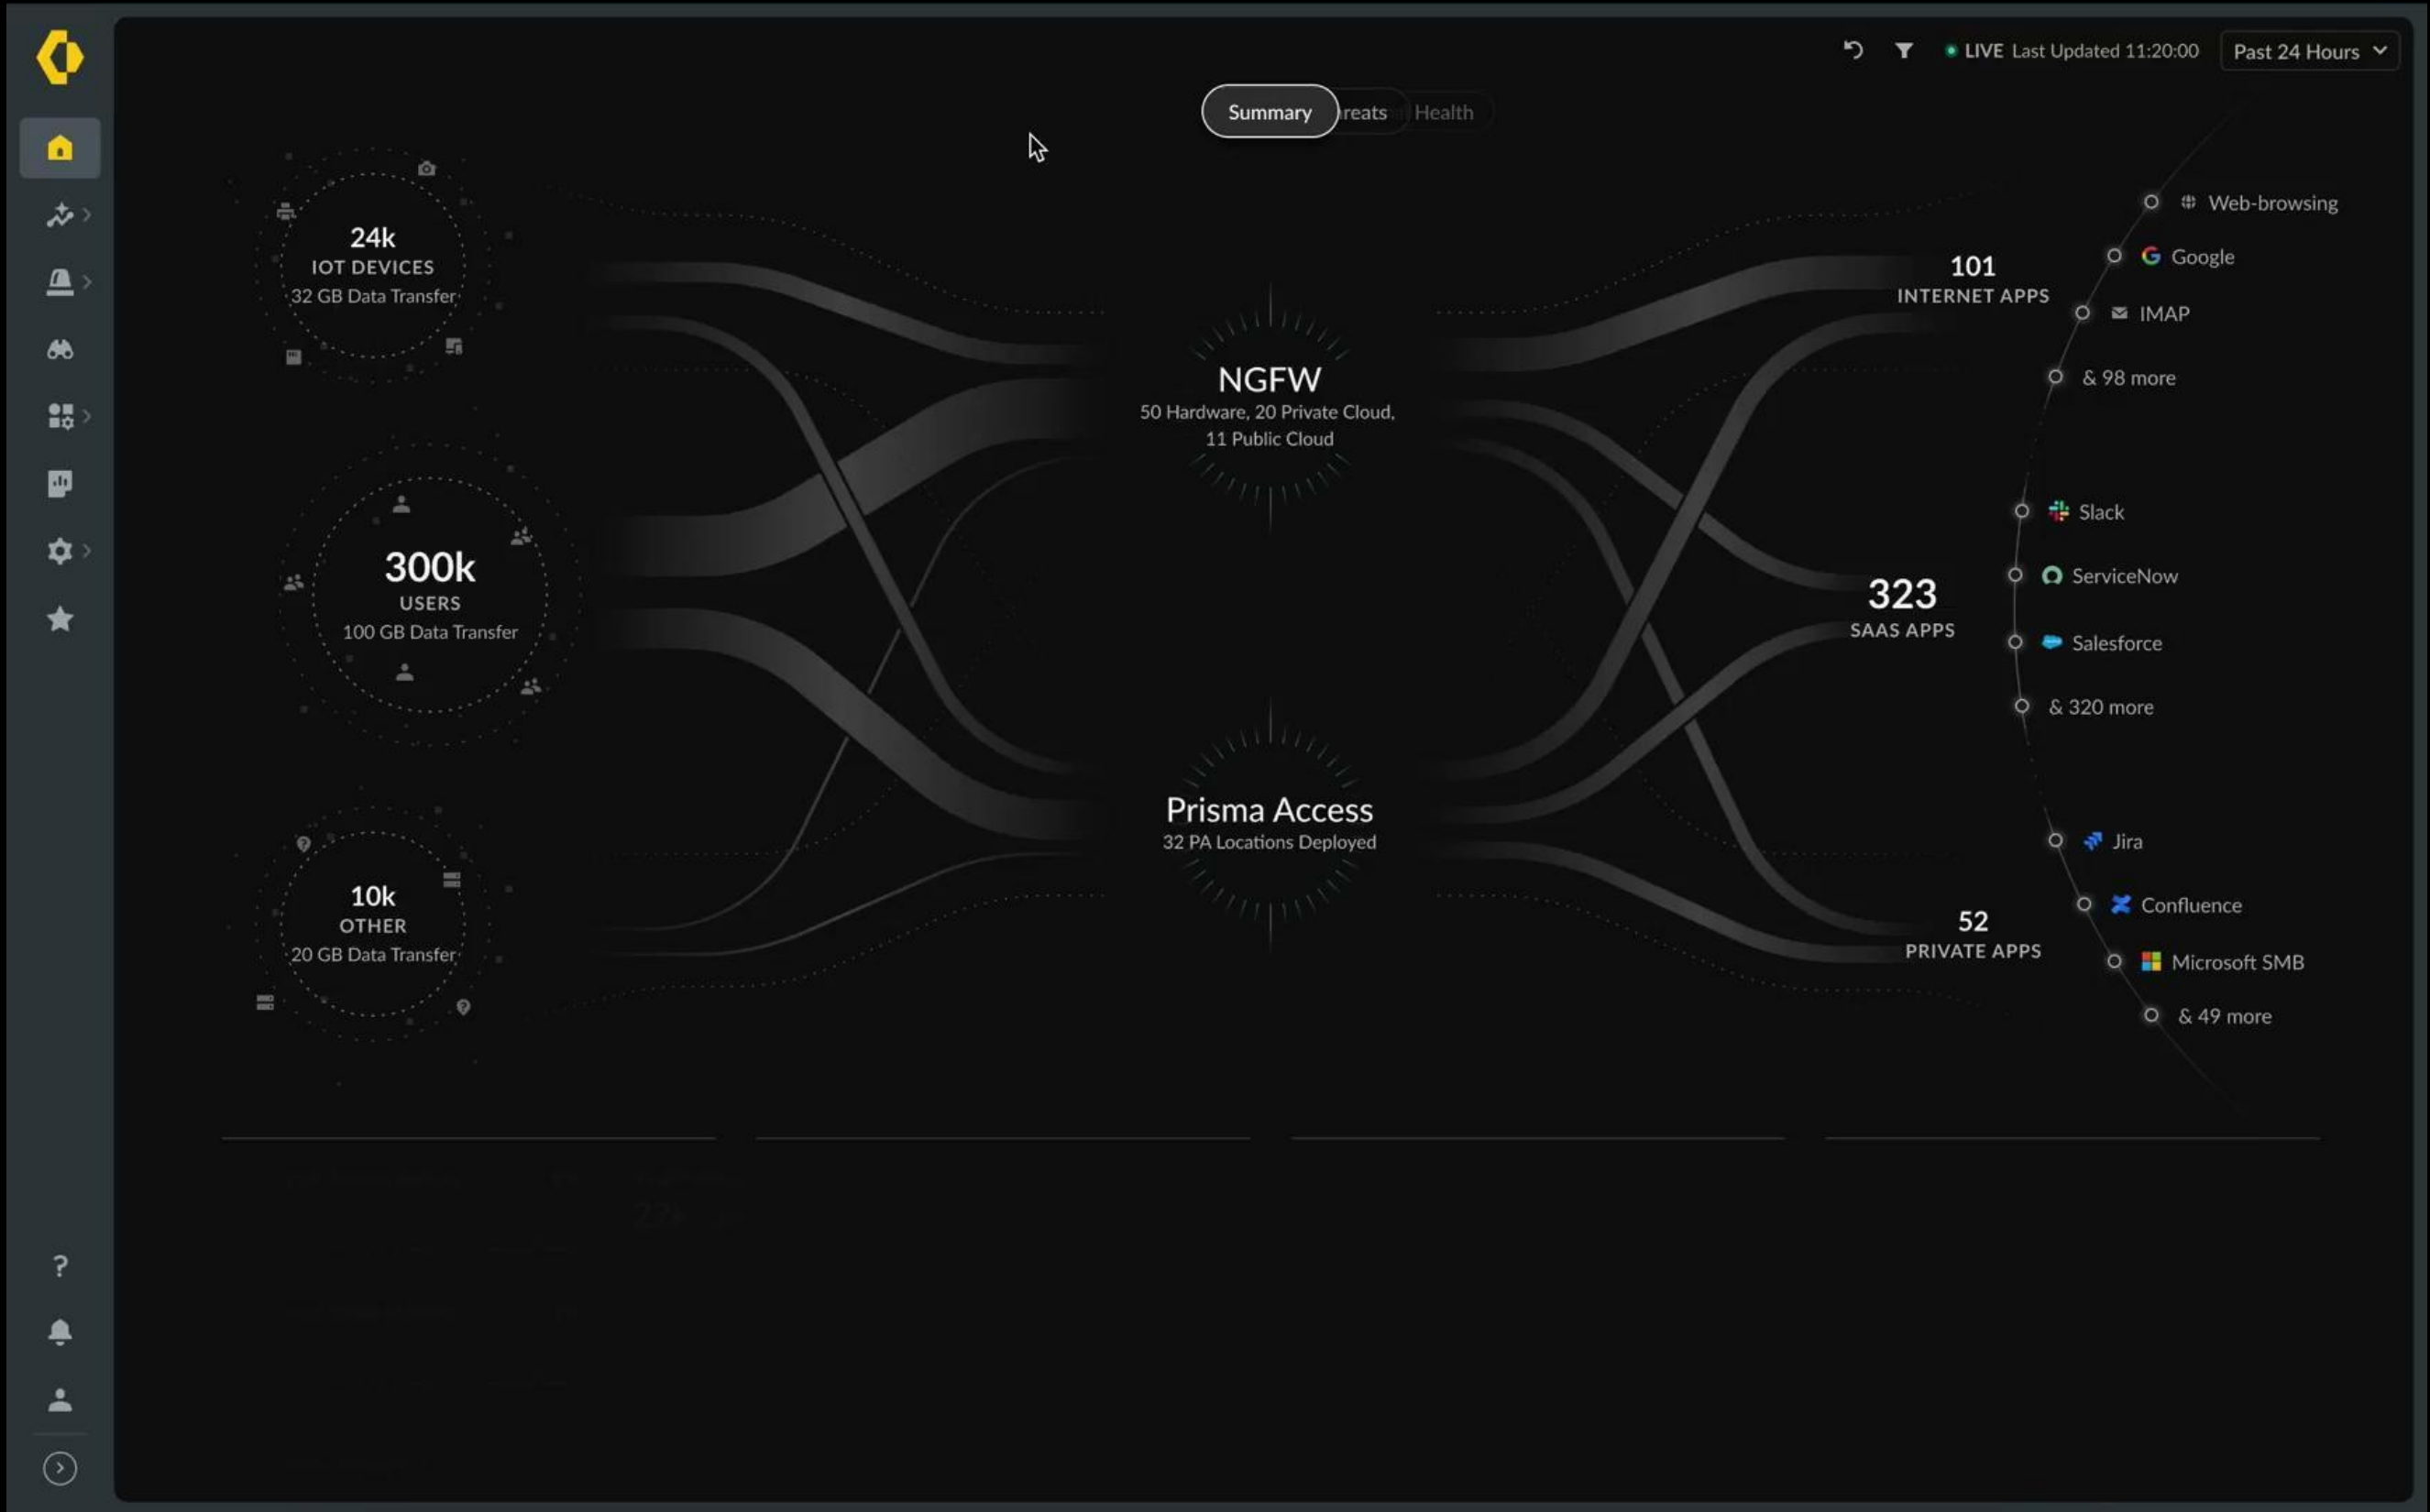 LIVE Last Updated 11:20:00
Past 24 Hours
Summary
Health
24k
IOT DEVICES
32 GB Data Transfer
300k
USERS
100 GB Data Transfer
10k
OTHER
20 GB Data Transfer
NGFW
50 Hardware, 20 Private Cloud,
11 Public Cloud
Prisma Access
32 PA Locations Deployed
101
INTERNET APPS
Web-browsing
Google
IMAP
& 98 more
323
SAAS APPS
Slack
ServiceNow
Salesforce
& 320 more
52
PRIVATE APPS
Jira
Confluence
Microsoft SMB
& 49 more
?